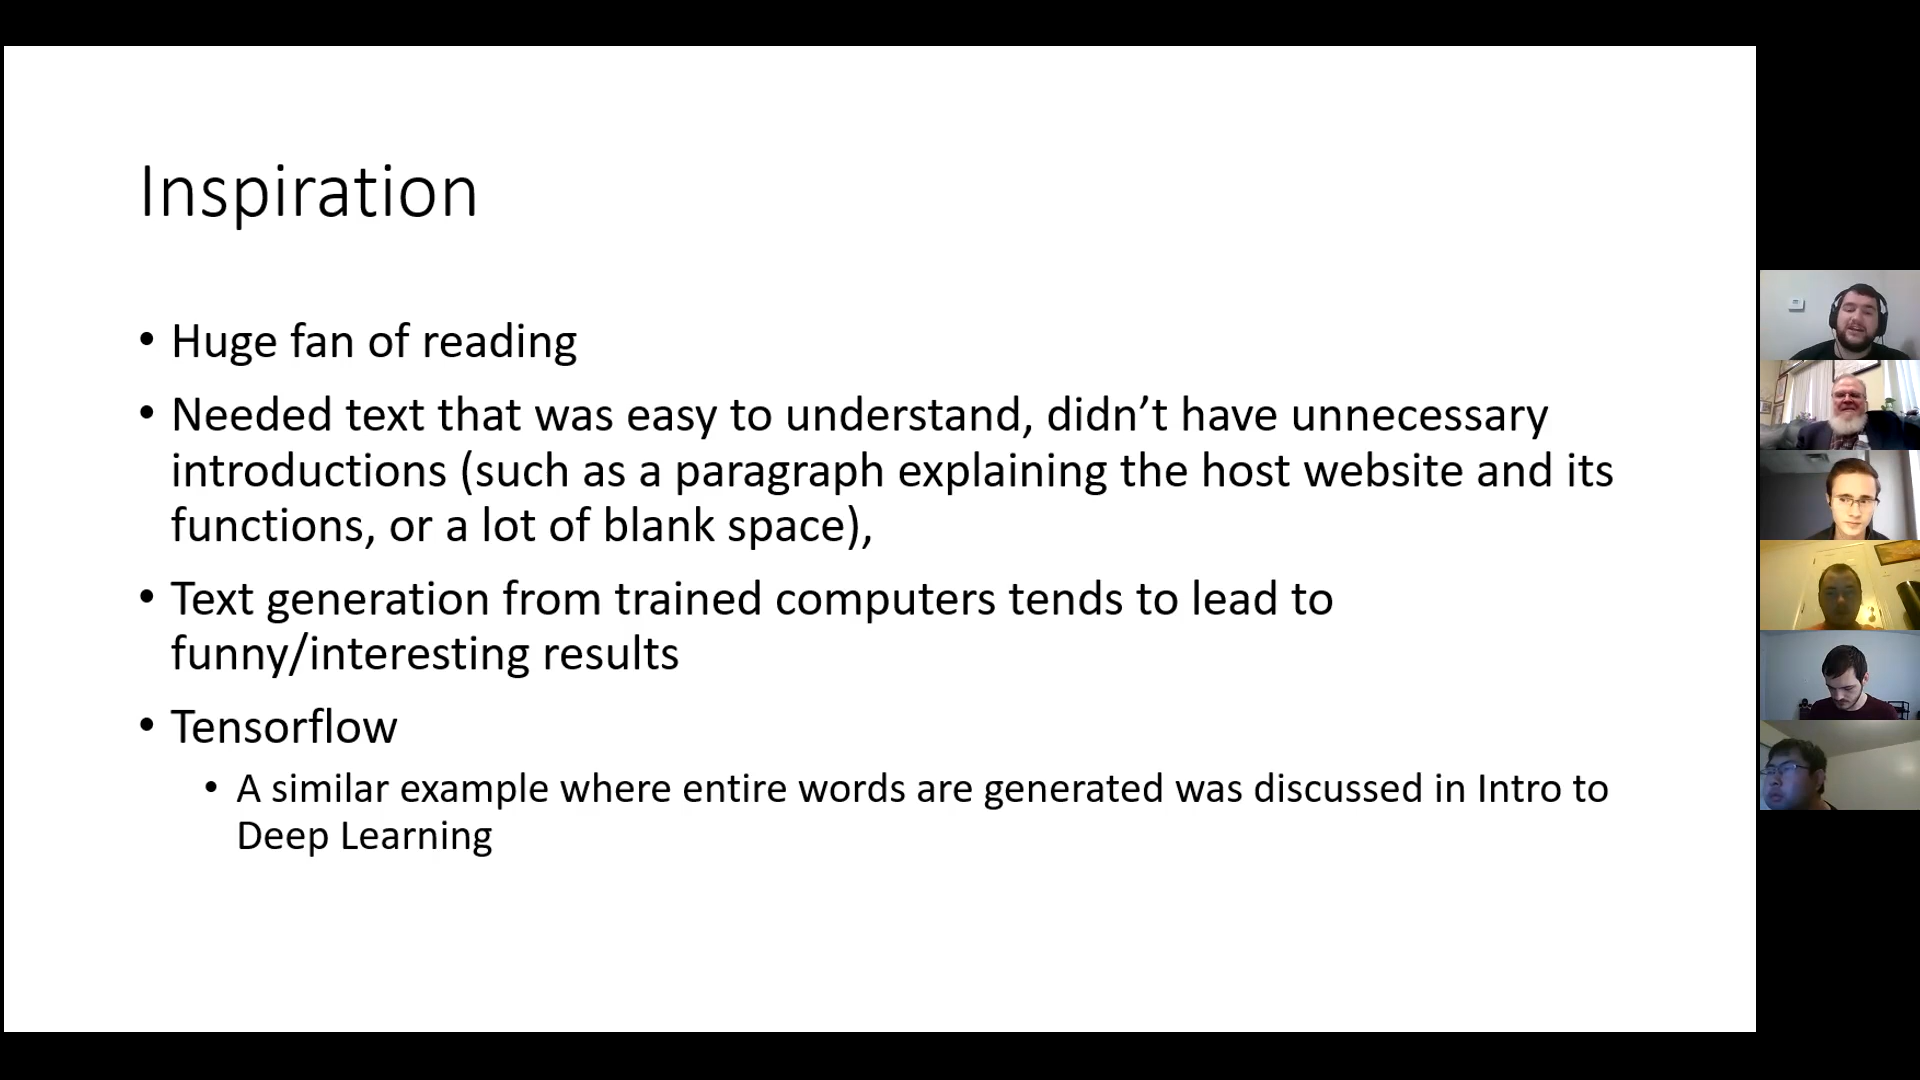 Inspiration
• Huge fan of reading
• Needed text that was easy to understand, didn’t have unnecessary
introductions (such as a paragraph explaining the host website and its
functions, or a lot of blank space),
• Text generation from trained computers tends to lead to
funny/interesting results
• Tensorflow
• A similar example where entire words are generated was discussed in Intro to
Deep Learning